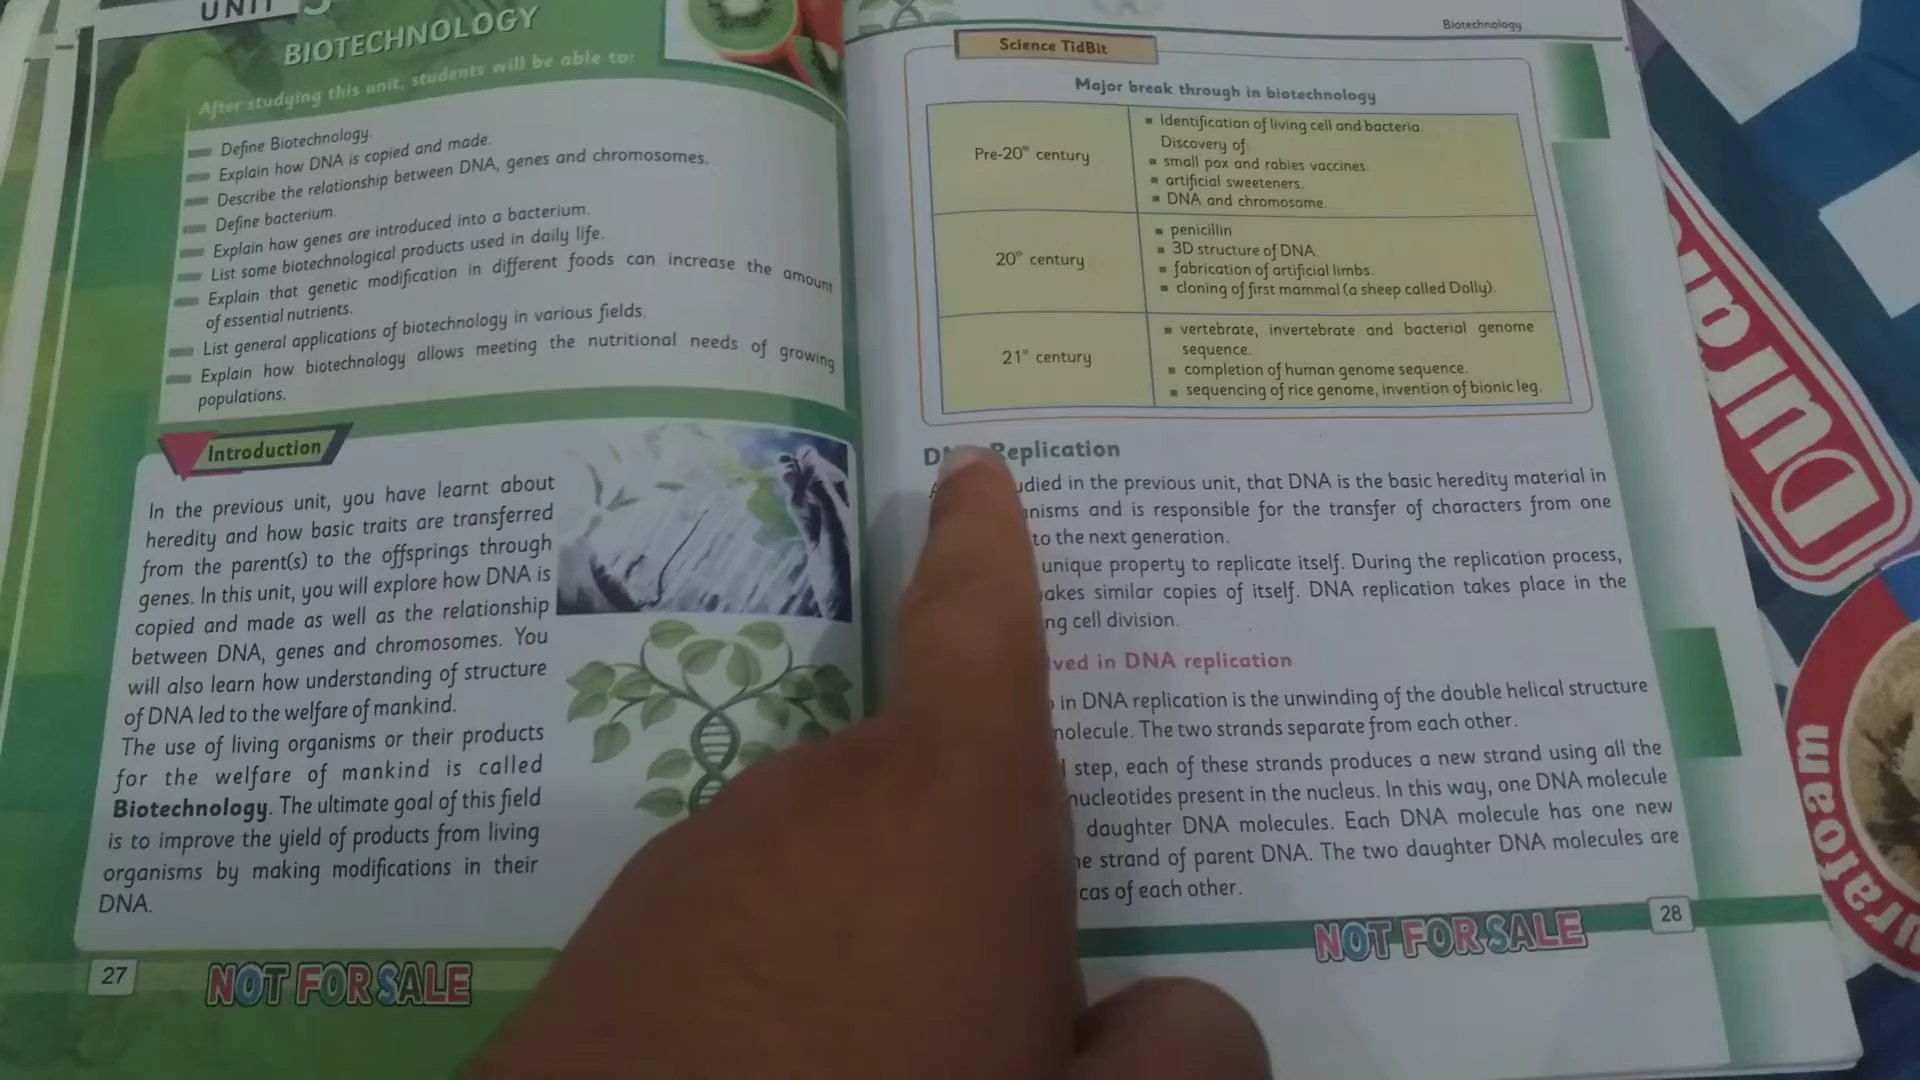 UNIT
BIOTECHNOLOGY
After studying this unit, students will be able to:
Define Biotechnology.
Explain how DNA is copied and made.
Describe the relationship between DNA, genes and chromosomes.
Define bacterium.
Explain how genes are introduced into a bacterium.
List some biotechnological products used in daily life.
Explain that genetic modification in different foods can increase the amount
of essential nutrients.
List general applications of biotechnology in various fields.
Explain how biotechnology allows meeting the nutritional needs of growing
populations.
Introduction
In the previous unit, you have learnt about
heredity and how basic traits are transferred
from the parent(s) to the offsprings through
genes. In this unit, you will explore how DNA is
copied and made as well as the relationship
between DNA, genes and chromosomes. You
will also learn how understanding of structure
of DNA led to the welfare of mankind.
The use of living organisms or their products
for the welfare of mankind is called
Biotechnology. The ultimate goal of this field
is to improve the yield of products from living
organisms by making modifications in their
DNA.
27
NOT FOR SALE
Biotechnology
Science TidBit
Major break through in biotechnology
Pre-20th century
Identification of living cell and bacteria.
Discovery of:
small pox and rabies vaccines.
artificial sweeteners.
DNA and chromosome.
20th century
penicillin
3D structure of DNA.
fabrication of artificial limbs.
cloning of first mammal (a sheep called Dolly).
21st century
vertebrate, invertebrate and bacterial genome
sequence.
completion of human genome sequence.
sequencing of rice genome, invention of bionic leg.
Replication
in the previous unit, that DNA is the basic heredity material in
and is responsible for the transfer of characters from one
to the next generation.
unique property to replicate itself. During the replication process,
similar copies of itself. DNA replication takes place in the
cell division.
in DNA replication
in DNA replication is the unwinding of the double helical structure
molecule. The two strands separate from each other.
step, each of these strands produces a new strand using all the
nucleotides present in the nucleus. In this way, one DNA molecule
daughter DNA molecules. Each DNA molecule has one new
strand of parent DNA. The two daughter DNA molecules are
of each other.
NOT FOR SALE
28